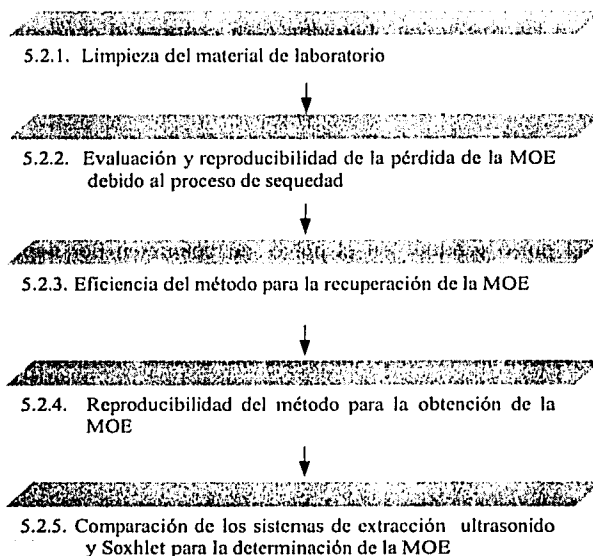 5.2.1. Limpieza del material de laboratorio
5.2.2. Evaluación y reproducibilidad de la pérdida de la MOE
debido al proceso de sequedad
5.2.3. Eficiencia del método para la recuperación de la MOE
5.2.4. Reproducibilidad del método para la obtención de la
MOE
5.2.5. Comparación de los sistemas de extracción ultrasonido
y Soxhlet para la determinación de la MOE